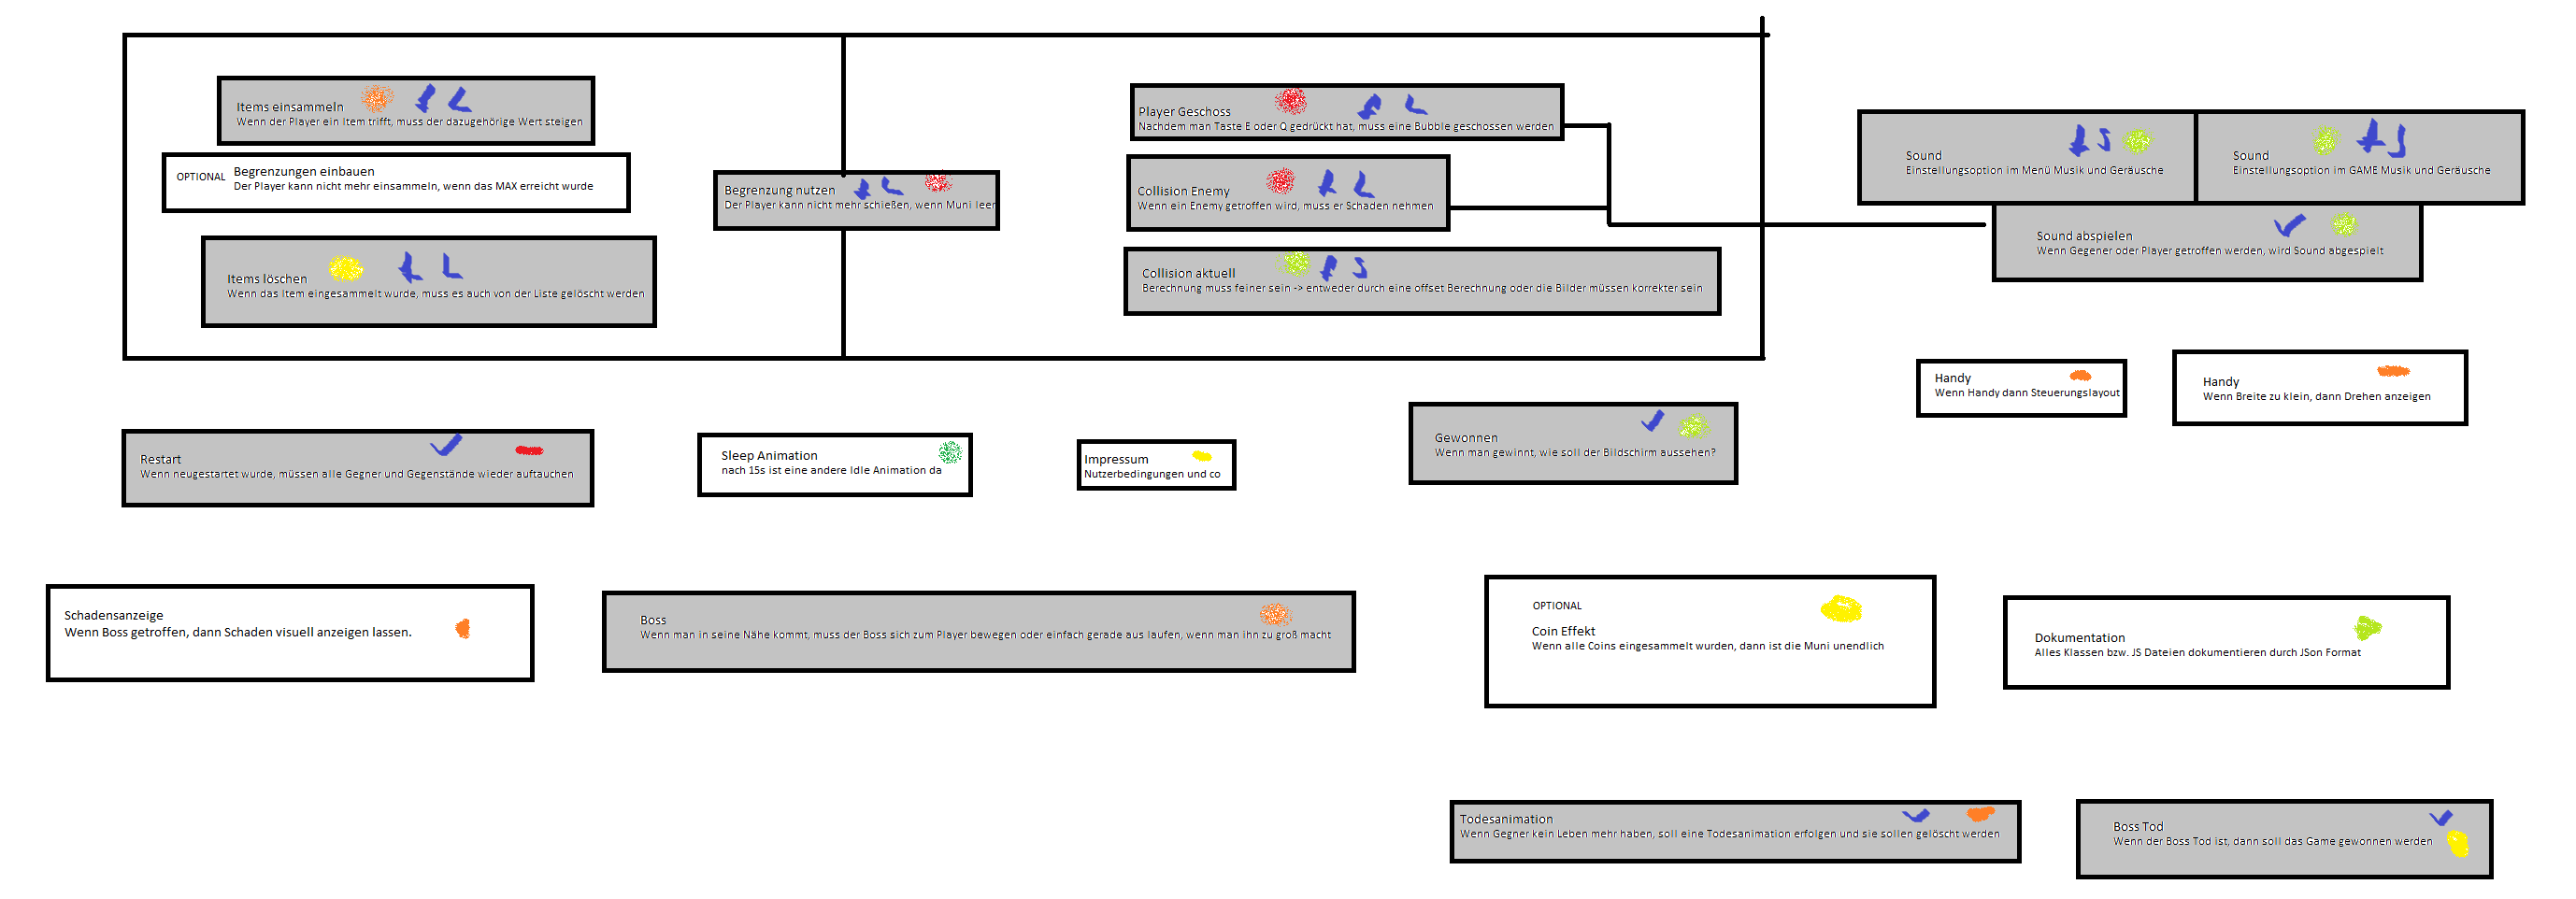 Items einsammeln
Wenn der Player ein Item trifft, muss der dazugehörige Wert steigen
OPTIONAL
Begrenzungen einbauen
Der Player kann nicht mehr einsammeln, wenn das MAX erreicht wurde
Items löschen
Wenn das Item eingesammelt wurde, muss es auch von der Liste gelöscht werden
Begrenzung nutzen
Der Player kann nicht mehr schießen, wenn Muni leer
Player Geschoss
Nachdem man Taste E oder Q gedrückt hat, muss eine Bubble geschossen werden
Collision Enemy
Wenn ein Enemy getroffen wird, muss er Schaden nehmen
Collision aktuell
Berechnung muss feiner sein -> entweder durch eine offset Berechnung oder die Bilder müssen korrekter sein
Sound
Einstellungsoption im Menü Musik und Geräusche
Sound
Einstellungsoption im GAME Musik und Geräusche
Sound abspielen
Wenn Gegener oder Player getroffen werden, wird Sound abgespielt
Handy
Wenn Handy dann Steuerungslayout
Handy
Wenn Breite zu klein, dann Drehen anzeigen
Restart
Wenn neugestartet wurde, müssen alle Gegner und Gegenstände wieder auftauchen
Sleep Animation
nach 15s ist eine andere Idle Animation da
Impressum
Nutzerbedingungen und co
Gewonnen
Wenn man gewinnt, wie soll der Bildschirm aussehen?
Schadensanzeige
Wenn Boss getroffen, dann Schaden visuell anzeigen lassen.
Boss
Wenn man in seine Nähe kommt, muss der Boss sich zum Player bewegen oder einfach gerade aus laufen, wenn man ihn zu groß macht
OPTIONAL
Coin Effekt
Wenn alle Coins eingesammelt wurden, dann ist die Muni unendlich
Dokumentation
Alles Klassen bzw. JS Dateien dokumentieren durch JSon Format
Todesanimation
Wenn Gegner kein Leben mehr haben, soll eine Todesanimation erfolgen und sie sollen gelöscht werden
Boss Tod
Wenn der Boss Tod ist, dann soll das Game gewonnen werden